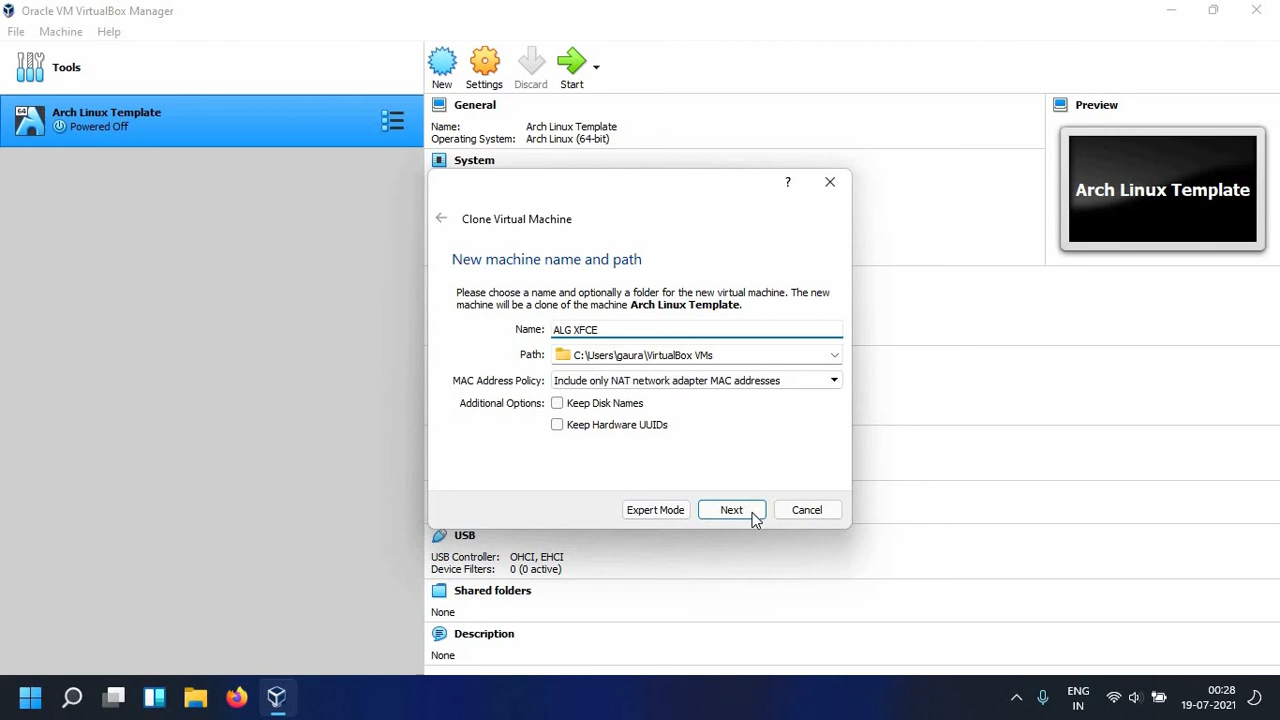 Oracle VM VirtualBox Manager
File Machine Help
Tools
New Settings Discard Start
64
Arch Linux Template
Powered Off
General
Name: Arch Linux Template
Operating System: Arch Linux (64-bit)
System
Preview
Arch Linux Template
?
Clone Virtual Machine
New machine name and path
Please choose a name and optionally a folder for the new virtual machine. The new
machine will be a clone of the machine Arch Linux Template.
Name: ALG XFCE
Path: C:\Users\gaura\VirtualBox VMs
MAC Address Policy: Include only NAT network adapter MAC addresses
Additional Options: Keep Disk Names
Keep Hardware UUIDs
Expert Mode Next Cancel
USB
USB Controller: OHCI, EHCI
Device Filters: 0 (0 active)
Shared folders
None
Description
None
ENG
IN
00:28
19-07-2021